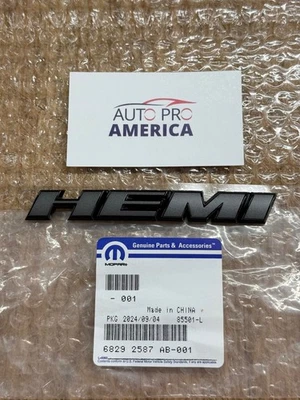 AUTO PRO
AMERICA
HEMI
MOPAR
Genuine Parts & Accessories™
- 001
Made in CHINA
PKG 2024/09/04 85501-L
6829 2587 AB-001